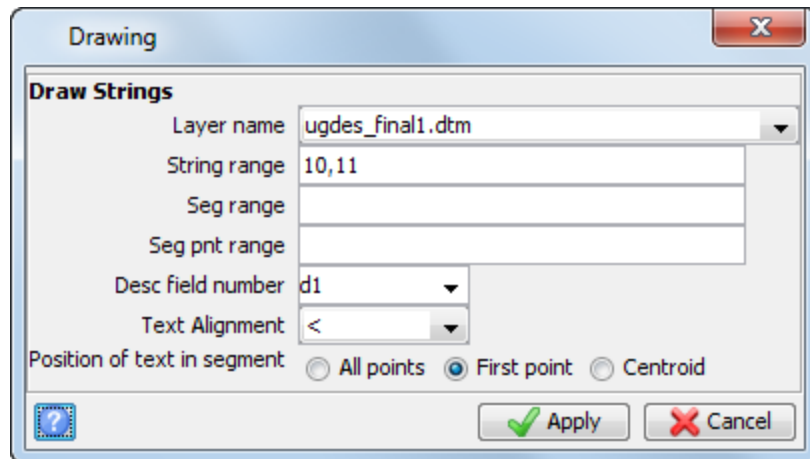 Drawing
Draw Strings
Layer name ugdes_final1.dtm
String range 10,11
Seg range
Seg pnt range
Desc field number d1
Text Alignment <
Position of text in segment All points First point Centroid
? Apply Cancel